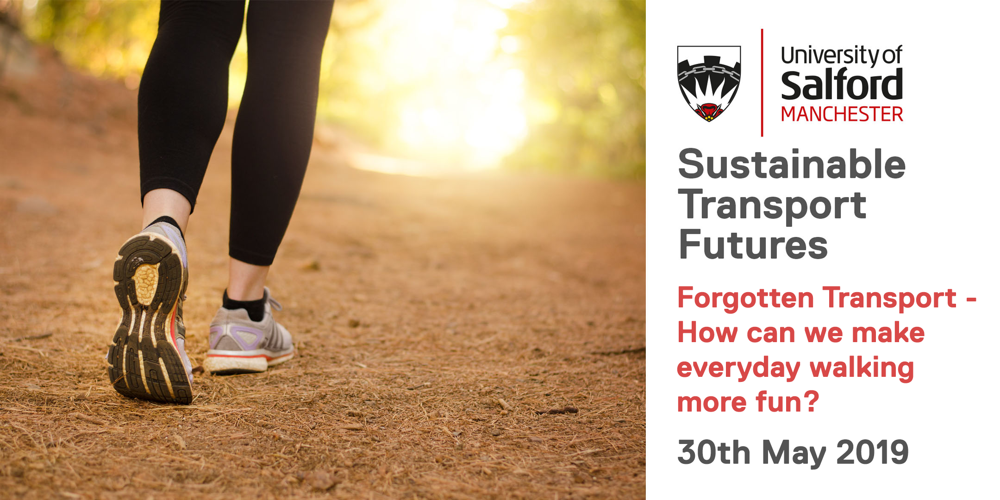 University of
Salford
MANCHESTER
Sustainable
Transport
Futures
Forgotten Transport -
How can we make
everyday walking
more fun?
30th May 2019